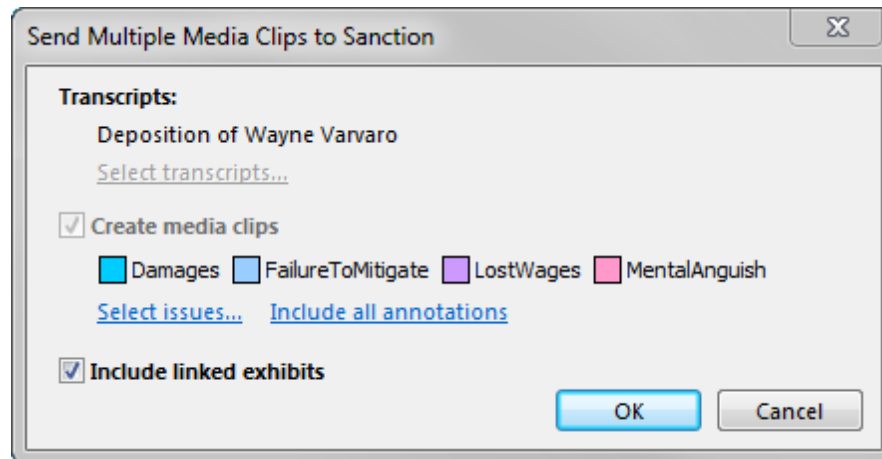 Send Multiple Media Clips to Sanction
Transcripts:
Deposition of Wayne Varvaro
Select transcripts...
Create media clips
Damages FailureToMitigate LostWages MentalAnguish
Select issues... Include all annotations
Include linked exhibits
OK Cancel